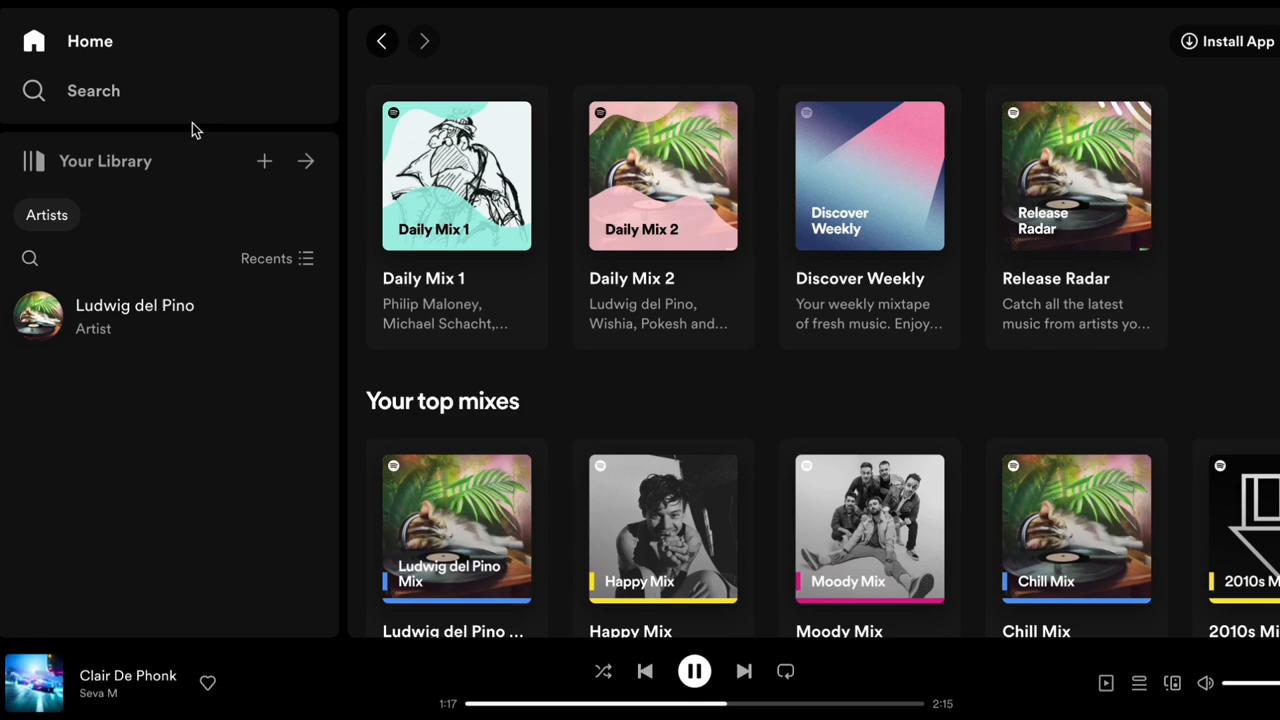 Home
Search
Your Library
Artists
Recents
Ludwig del Pino
Artist
Install App
Daily Mix 1
Daily Mix 2
Discover
Weekly
Release
Radar
Daily Mix 1
Philip Maloney,
Michael Schacht,...
Daily Mix 2
Ludwig del Pino,
Wishia, Pokesh and...
Discover Weekly
Your weekly mixtape
of fresh music. Enjoy...
Release Radar
Catch all the latest
music from artists yo...
Your top mixes
Ludwig del Pino
Mix
Happy Mix
Moody Mix
Chill Mix
2010s M
Ludwig del Pino ...
Happy Mix
Moody Mix
Chill Mix
2010s Mi
Clair De Phonk
Seva M
1:17
2:15